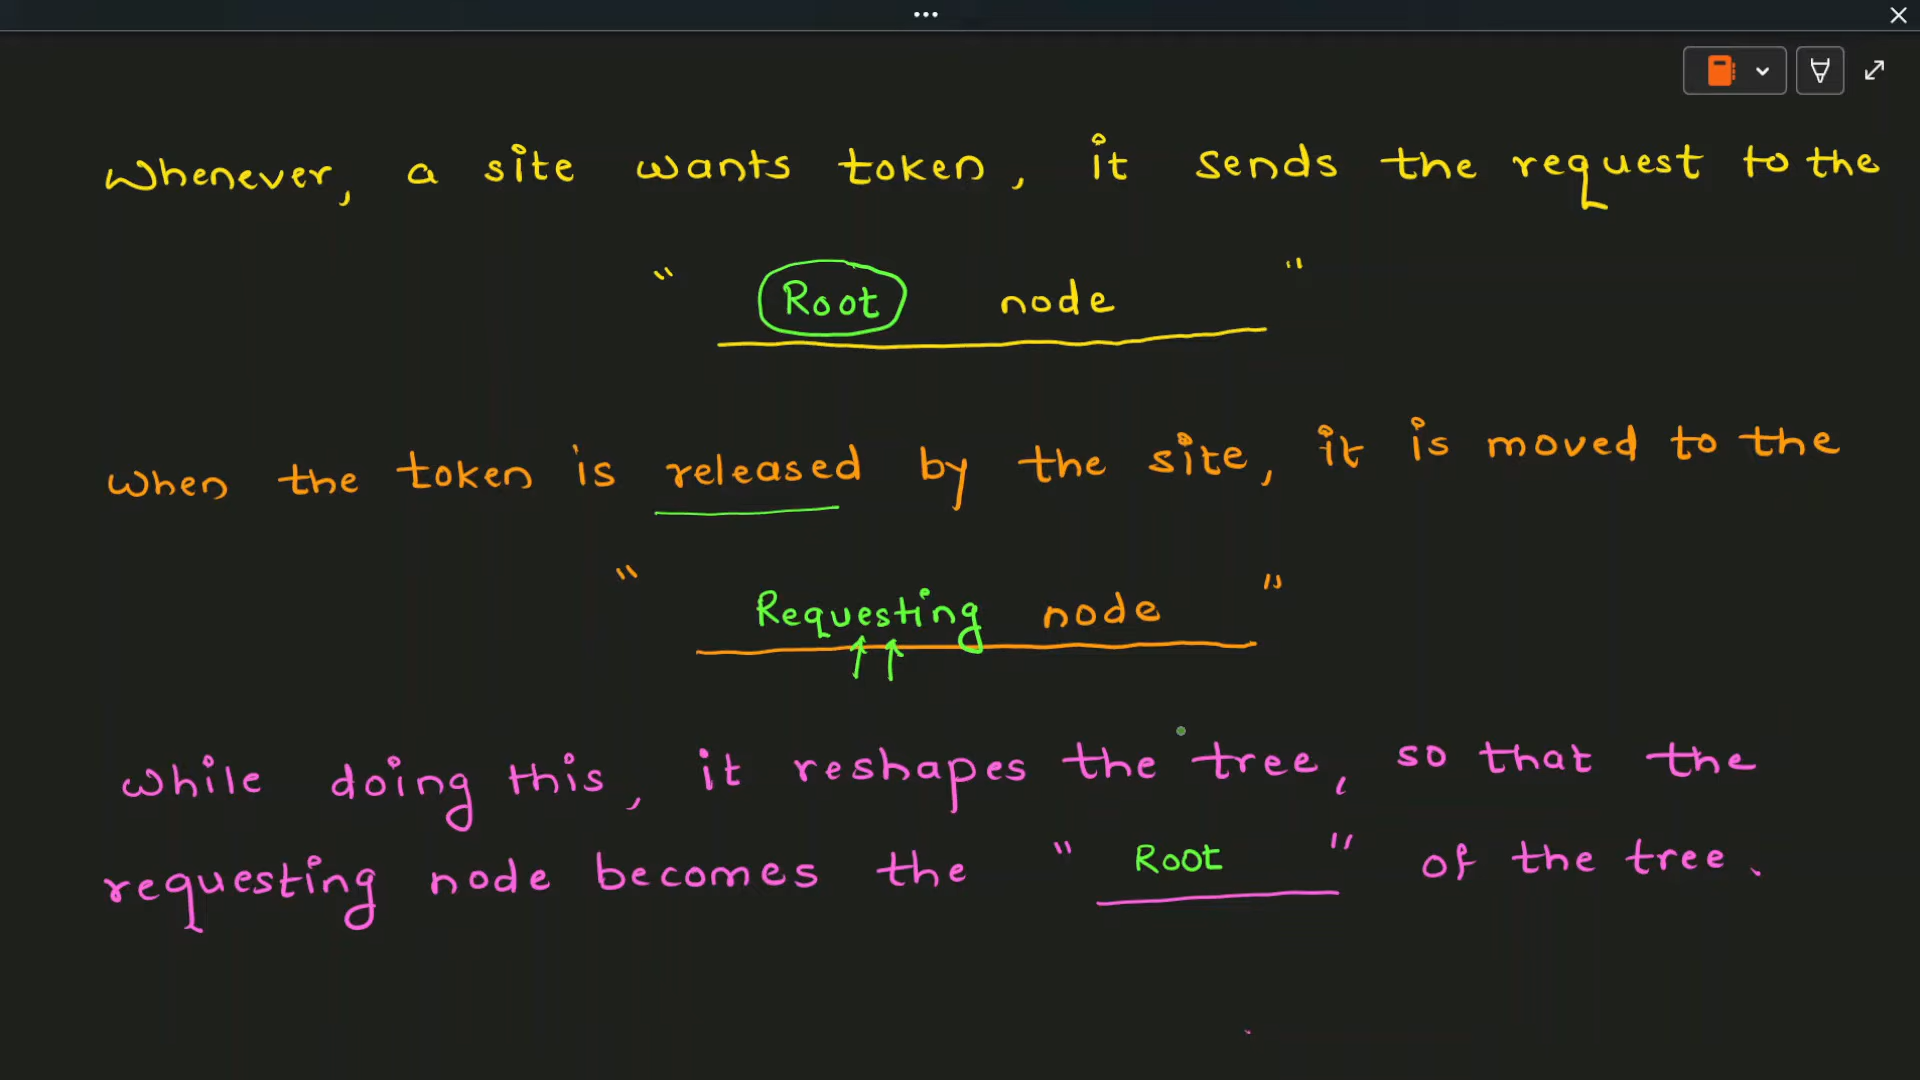 Whenever, a site wants token, it sends the request to the
" Root node "
When the token is released by the site, it is moved to the
" Requesting node "
While doing this, it reshapes the tree, so that the
requesting node becomes the " Root " of the tree.